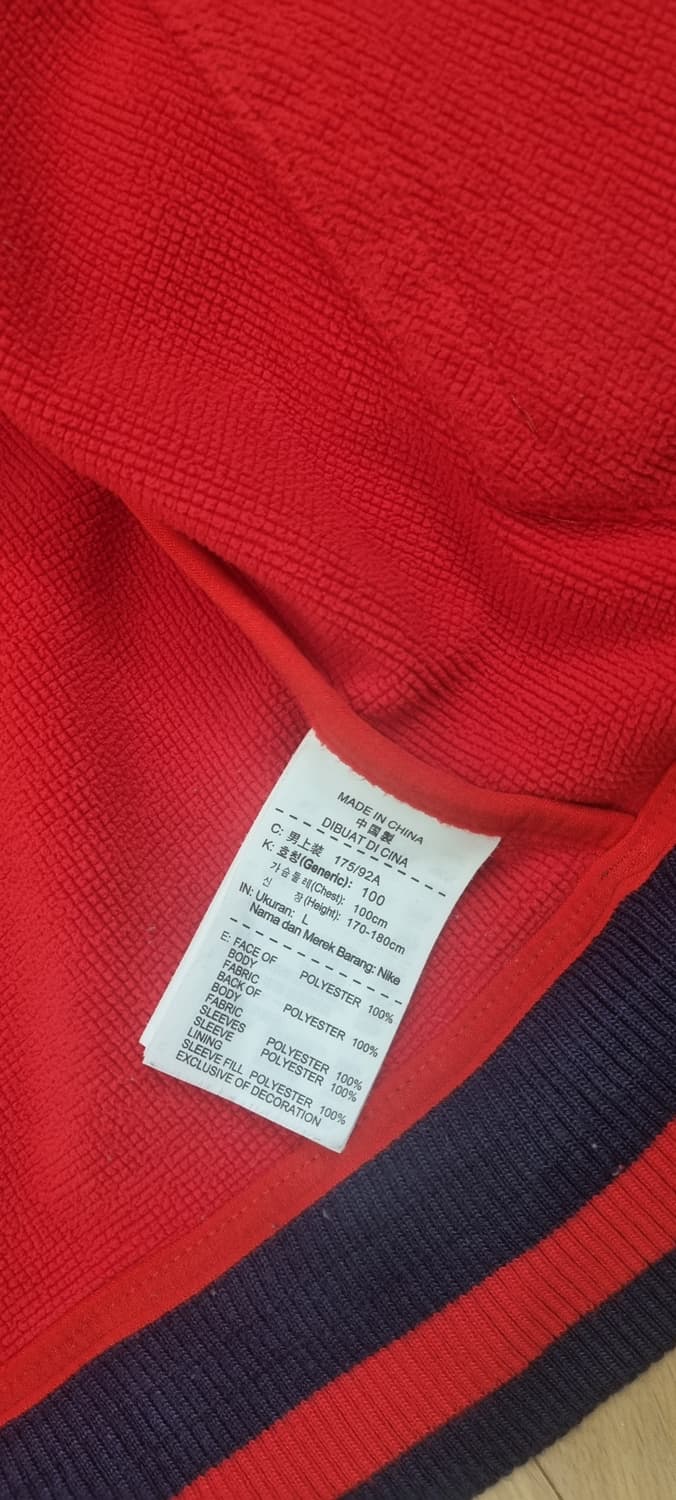 MADE IN CHINA
中国製
DIBUAT DI CINA
C: 男上装 175/92A
K: 호칭(Generic): 100
가슴둘레(Chest): 100cm
신 장(Height): 170-180cm
IN: Ukuran: L
Nama dan Merek Barang: Nike
E: FACE OF
BODY
FABRIC POLYESTER 100%
BACK OF
BODY
FABRIC POLYESTER 100%
SLEEVES POLYESTER 100%
SLEEVE
LINING POLYESTER 100%
SLEEVE FILL POLYESTER 100%
EXCLUSIVE OF DECORATION